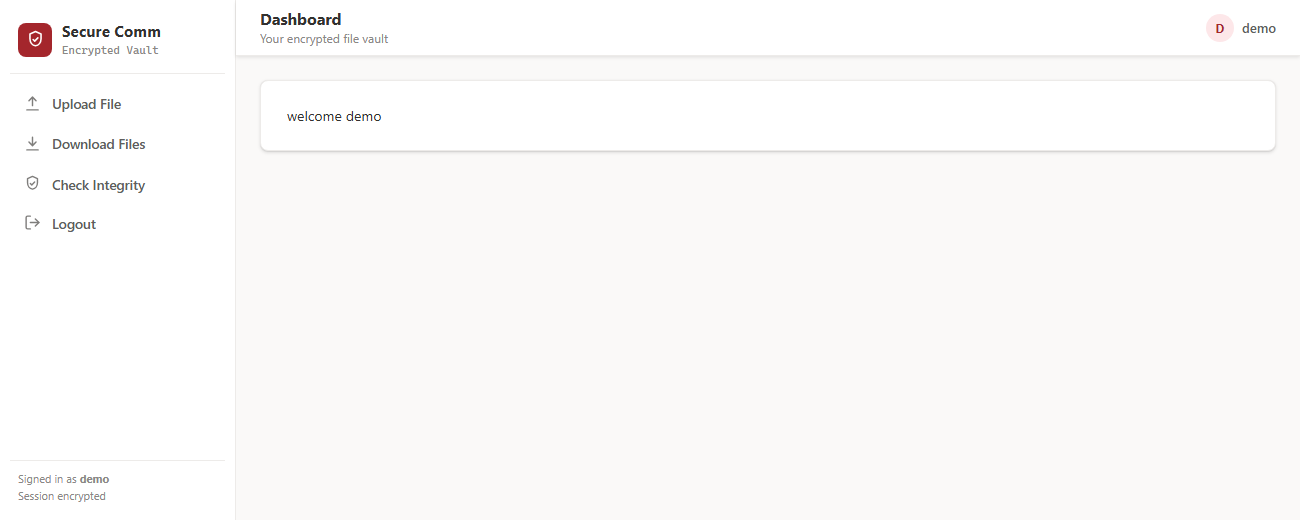 Secure Comm
Encrypted Vault
Upload File
Download Files
Check Integrity
Logout
Signed in as demo
Session encrypted
Dashboard
Your encrypted file vault
D demo
welcome demo